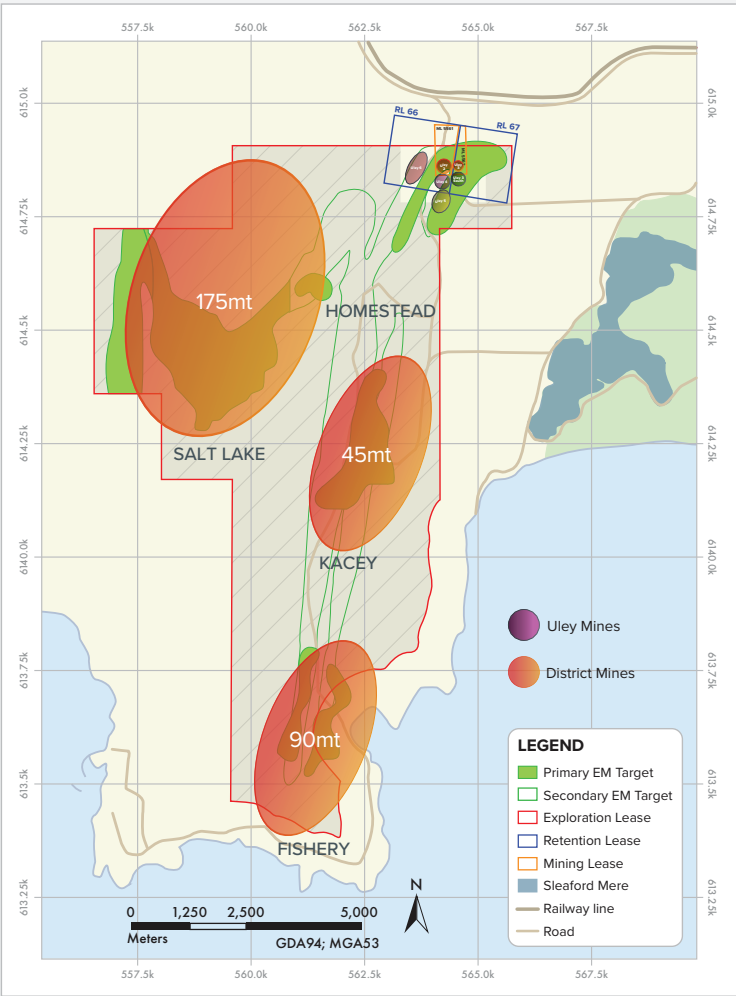 557.5k 560.0k 562.5k 565.0k 567.5k
615.0k 615.0k
RL 66
RL 67
614.75k 614.75k
175mt
HOMESTEAD
614.5k 614.5k
SALT LAKE
45mt
614.25k 614.25k
6140.0k 6140.0k
KACEY
Uley Mines
District Mines
613.75k 613.75k
90mt
613.5k 613.5k
FISHERY
613.25k 613.25k
LEGEND
Primary EM Target
Secondary EM Target
Exploration Lease
Retention Lease
Mining Lease
Sleaford Mere
Railway line
Road
N
0 1,250 2,500 5,000
Meters
GDA94; MGA53
557.5k 560.0k 562.5k 565.0k 567.5k